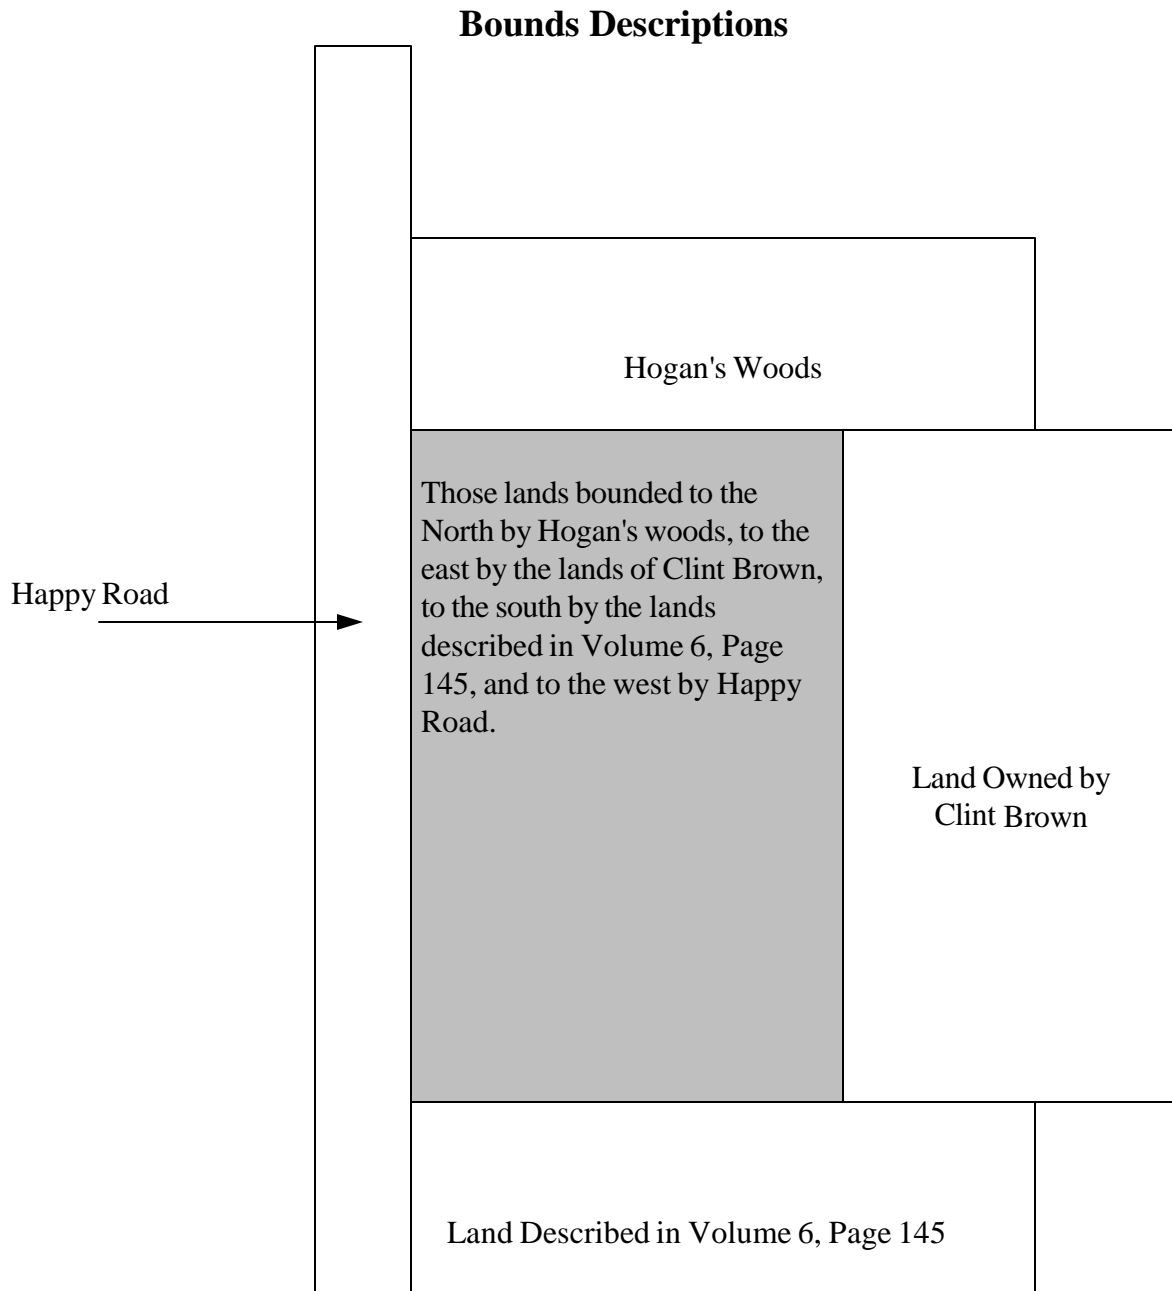 Bounds Descriptions
Hogan's Woods
Those lands bounded to the
North by Hogan's woods, to the
east by the lands of Clint Brown,
to the south by the lands
described in Volume 6, Page
145, and to the west by Happy
Road.
Happy Road
Land Owned by
Clint Brown
Land Described in Volume 6, Page 145